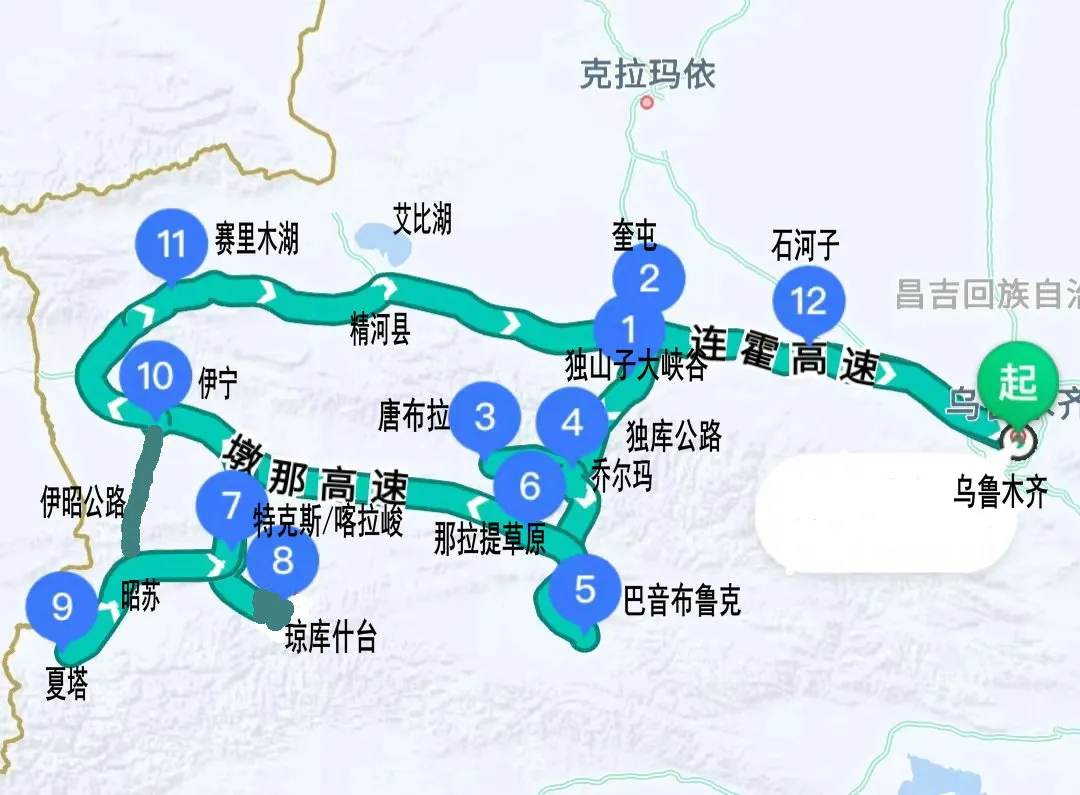 克拉玛依
艾比湖
奎屯
11
赛里木湖
石河子
2
12
昌吉回族自治
精河县
1
连霍高速
独山子大峡谷
起
10
伊宁
唐布拉
3
4
独库公路
乌鲁木齐
墩那高速
乔尔玛
6
乌鲁木齐
伊昭公路
7
特克斯/喀拉峻
那拉提草原
8
9
昭苏
5
巴音布鲁克
琼库什台
夏塔